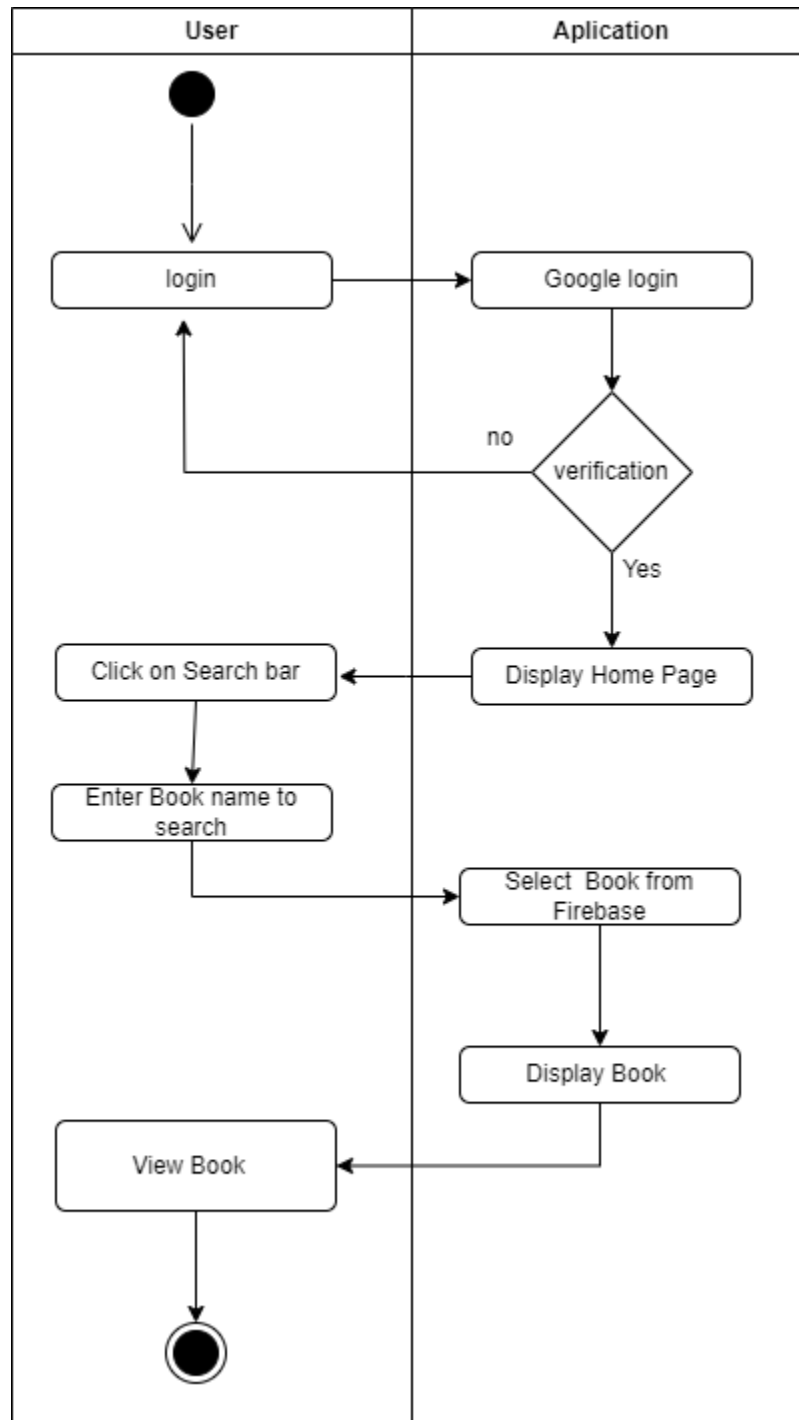 User
Aplication
login
Google login
no
verification
Yes
Click on Search bar
Display Home Page
Enter Book name to
search
Select Book from
Firebase
Display Book
View Book